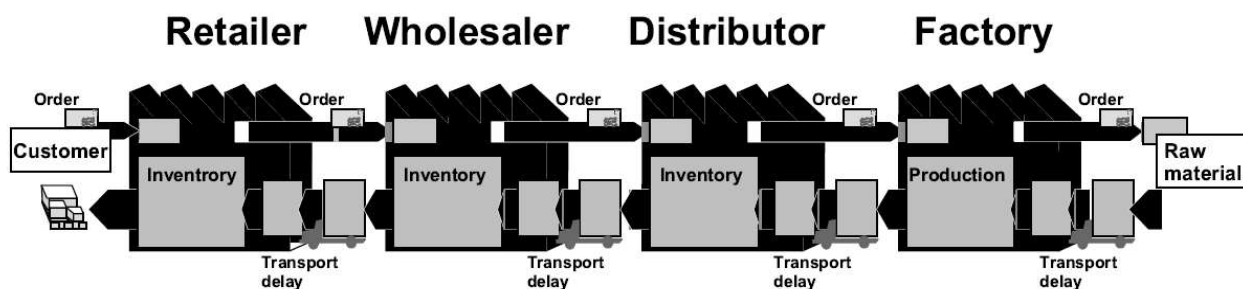 Retailer Wholesaler Distributor Factory
Order Order Order Order Order
Customer
Raw
material
Inventrory Inventory Inventory Production
Transport
delay
Transport
delay
Transport
delay
Transport
delay